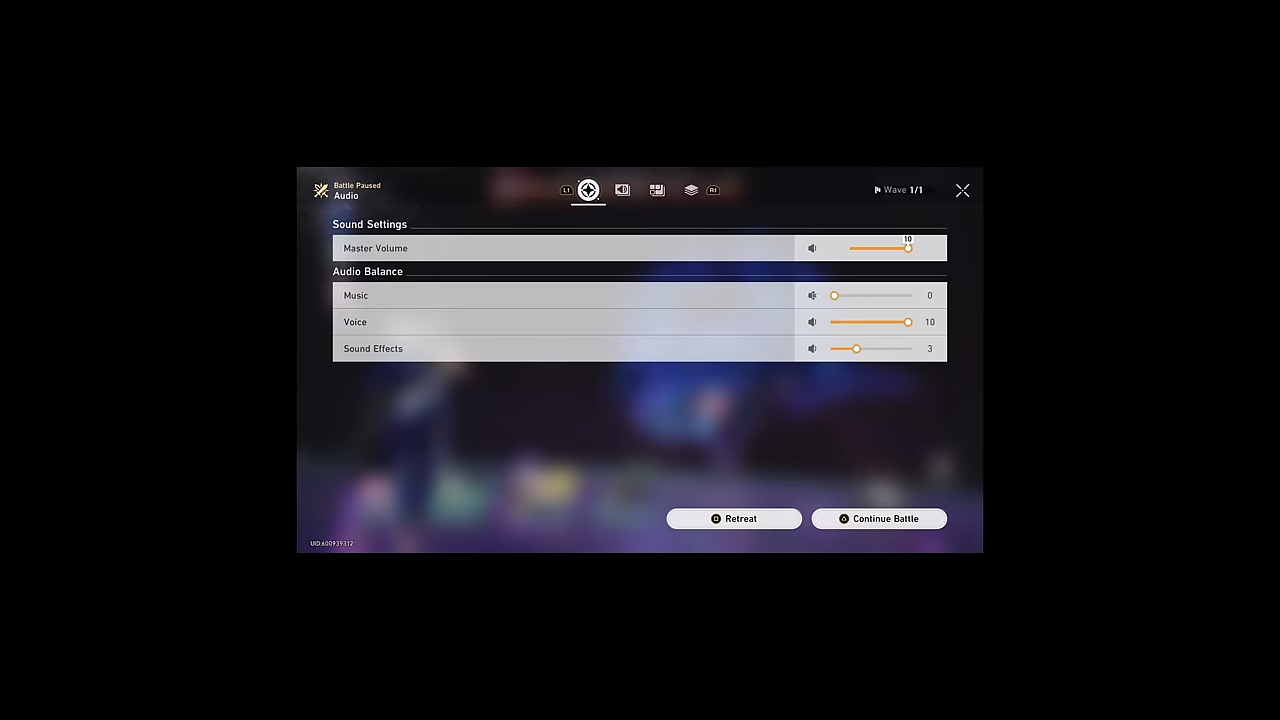 Battle Paused
Audio
L1
R1
Wave 1/1
Sound Settings
Master Volume
10
Audio Balance
Music
0
Voice
10
Sound Effects
3
Retreat
Continue Battle
UID:600939312